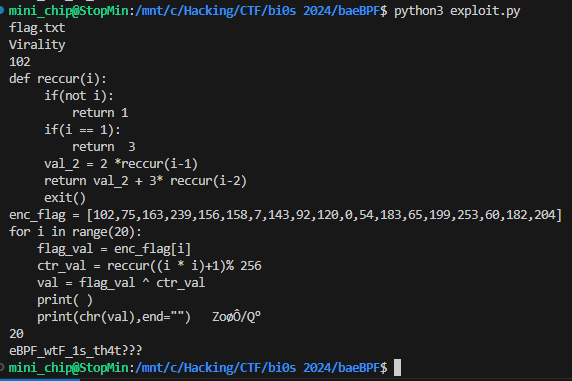 mini_chip@StopMin:/mnt/c/Hacking/CTF/bi0s 2024/baeBPF$ python3 exploit.py
flag.txt
Virality
102
def reccur(i):
     if(not i):
         return 1
     if(i == 1):
         return  3
     val_2 = 2 *reccur(i-1)
     return val_2 + 3* reccur(i-2)
     exit()
enc_flag = [102,75,163,239,156,158,7,143,92,120,0,54,183,65,199,253,60,182,204]
for i in range(20):
    flag_val = enc_flag[i]
    ctr_val = reccur((i * i)+1)% 256
    val = flag_val ^ ctr_val
    print( )
    print(chr(val),end="")   ZoøÔ/Qº
20
eBPF_wtF_1s_th4t???
mini_chip@StopMin:/mnt/c/Hacking/CTF/bi0s 2024/baeBPF$